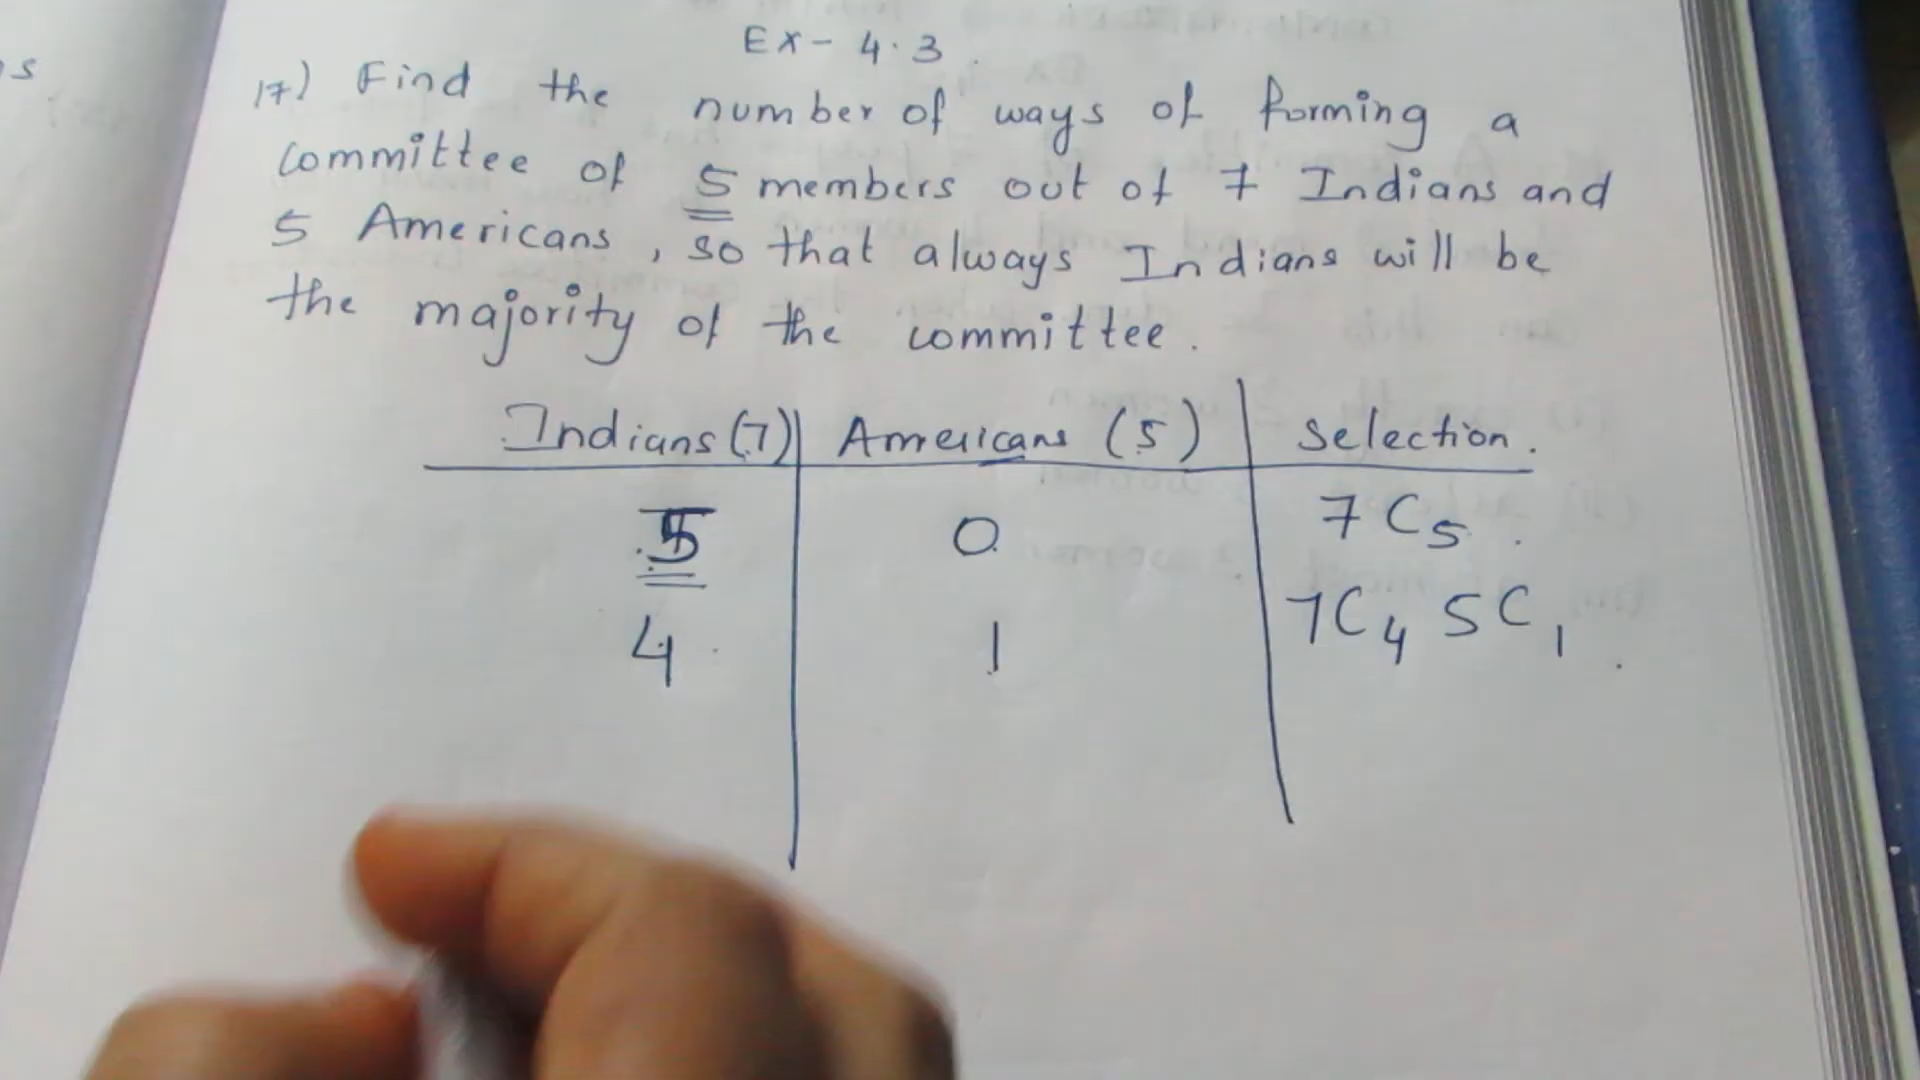 s
Ex - 4.3
17) Find the number of ways of forming a
committee of 5 members out of 7 Indians and
5 Americans, so that always Indians will be
the majority of the committee.
Indians (7) Americans (5) Selection.
5 0 7C5
4 1 7C4 5C1